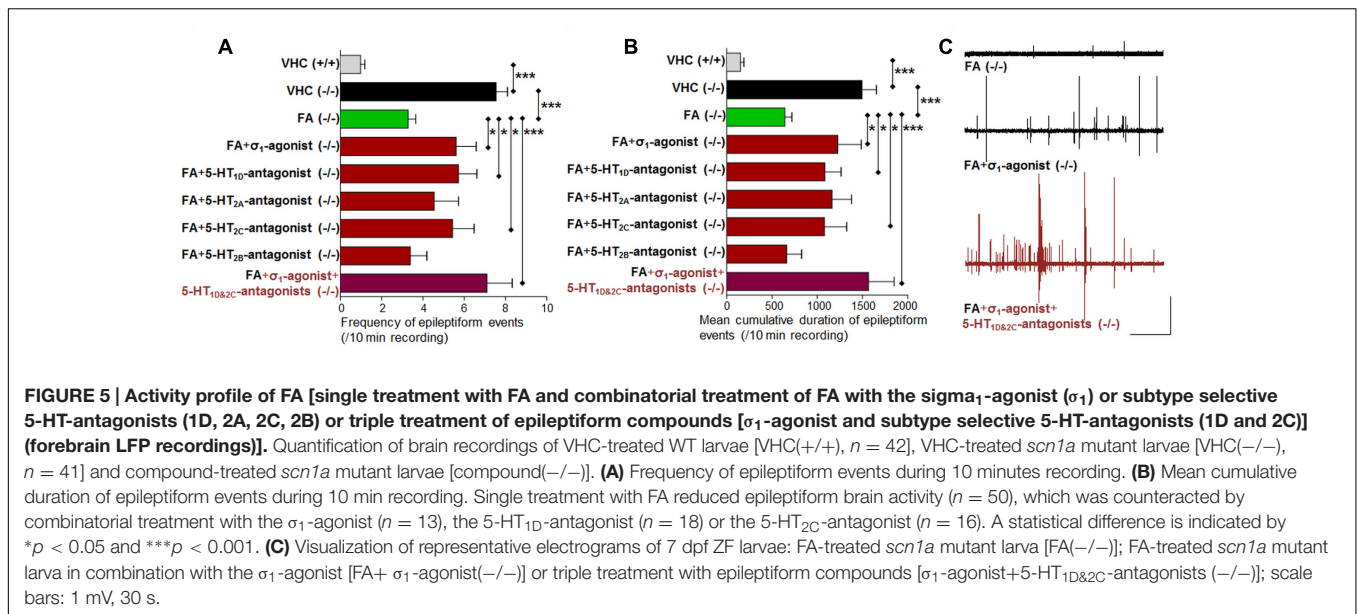 A
VHC (+/+)
VHC (-/-)
FA (-/-)
FA+σ1-agonist (-/-)
FA+5-HT1D-antagonist (-/-)
FA+5-HT2A-antagonist (-/-)
FA+5-HT2C-antagonist (-/-)
FA+5-HT2B-antagonist (-/-)
FA+σ1-agonist+
5-HT1D&2C-antagonists (-/-)
***
***
* * * ***
0 2 4 6 8 10
Frequency of epileptiform events
(/10 min recording)
B
VHC (+/+)
VHC (-/-)
FA (-/-)
FA+σ1-agonist (-/-)
FA+5-HT1D-antagonist (-/-)
FA+5-HT2A-antagonist (-/-)
FA+5-HT2C-antagonist (-/-)
FA+5-HT2B-antagonist (-/-)
FA+σ1-agonist+
5-HT1D&2C-antagonists (-/-)
***
***
* * * ***
0 500 1000 1500 2000
Mean cumulative duration of epileptiform
events (/10 min recording)
C
FA (-/-)
FA+σ1-agonist (-/-)
FA+σ1-agonist+
5-HT1D&2C-antagonists (-/-)
FIGURE 5 | Activity profile of FA [single treatment with FA and combinatorial treatment of FA with the sigma1-agonist (σ1) or subtype selective
5-HT-antagonists (1D, 2A, 2C, 2B) or triple treatment of epileptiform compounds [σ1-agonist and subtype selective 5-HT-antagonists (1D and 2C)]
(forebrain LFP recordings)]. Quantification of brain recordings of VHC-treated WT larvae [VHC(+/+), n = 42], VHC-treated scn1a mutant larvae [VHC(−/−),
n = 41] and compound-treated scn1a mutant larvae [compound(−/−)]. (A) Frequency of epileptiform events during 10 minutes recording. (B) Mean cumulative
duration of epileptiform events during 10 min recording. Single treatment with FA reduced epileptiform brain activity (n = 50), which was counteracted by
combinatorial treatment with the σ1-agonist (n = 13), the 5-HT1D-antagonist (n = 18) or the 5-HT2C-antagonist (n = 16). A statistical difference is indicated by
*p < 0.05 and ***p < 0.001. (C) Visualization of representative electrograms of 7 dpf ZF larvae: FA-treated scn1a mutant larva [FA(−/−)]; FA-treated scn1a mutant
larva in combination with the σ1-agonist [FA+ σ1-agonist(−/−)] or triple treatment with epileptiform compounds [σ1-agonist+5-HT1D&2C-antagonists (−/−)]; scale
bars: 1 mV, 30 s.